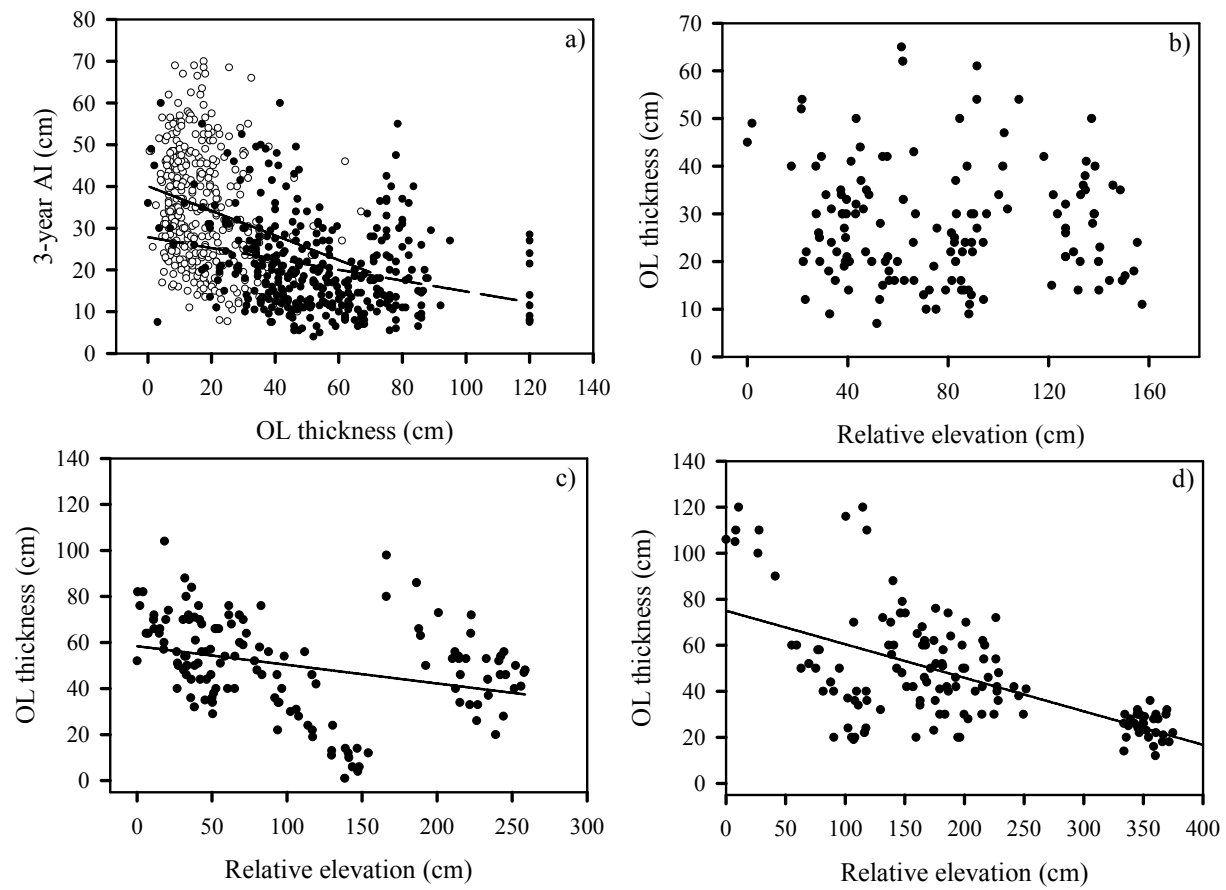 a)
80
70
60
50
40
30
20
10
0
3-year AI (cm)
0 20 40 60 80 100 120 140
OL thickness (cm)
b)
70
60
50
40
30
20
10
0
OL thickness (cm)
0 40 80 120 160
Relative elevation (cm)
c)
140
120
100
80
60
40
20
0
OL thickness (cm)
0 50 100 150 200 250 300
Relative elevation (cm)
d)
140
120
100
80
60
40
20
0
OL thickness (cm)
0 50 100 150 200 250 300 350 400
Relative elevation (cm)